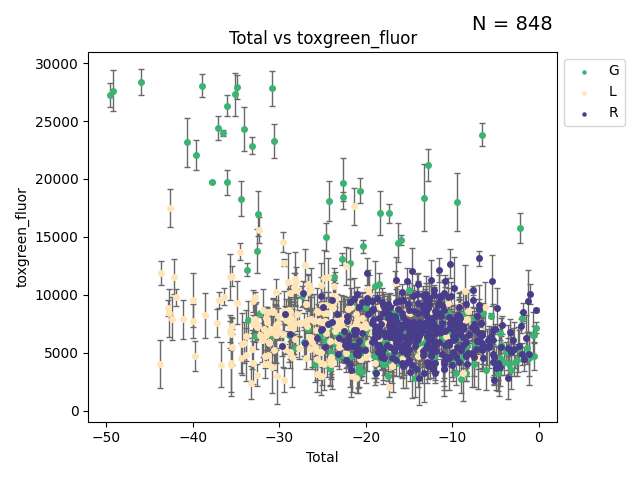 N = 848
Total vs toxgreen_fluor
30000
25000
20000
15000
10000
5000
0
toxgreen_fluor
−50 −40 −30 −20 −10 0
Total
G
L
R